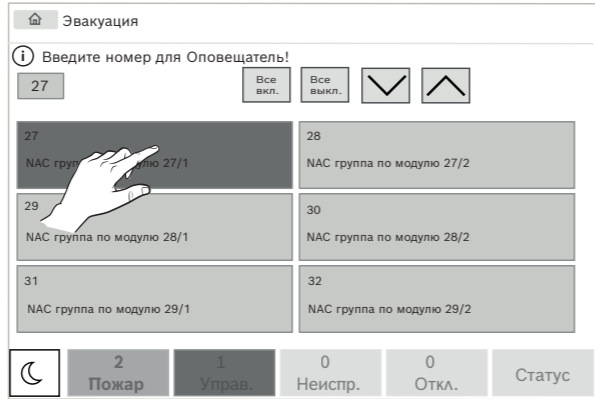 Эвакуация
Введите номер для Оповещатель!
27
Все вкл.
Все выкл.
27
NAC 27/1
28
NAC группа по модулю 27/2
29
NAC группа по модулю 28/1
30
NAC группа по модулю 28/2
31
NAC группа по модулю 29/1
32
NAC группа по модулю 29/2
2
Пожар
1
Управ.
0
Неиспр.
0
Откл.
Статус